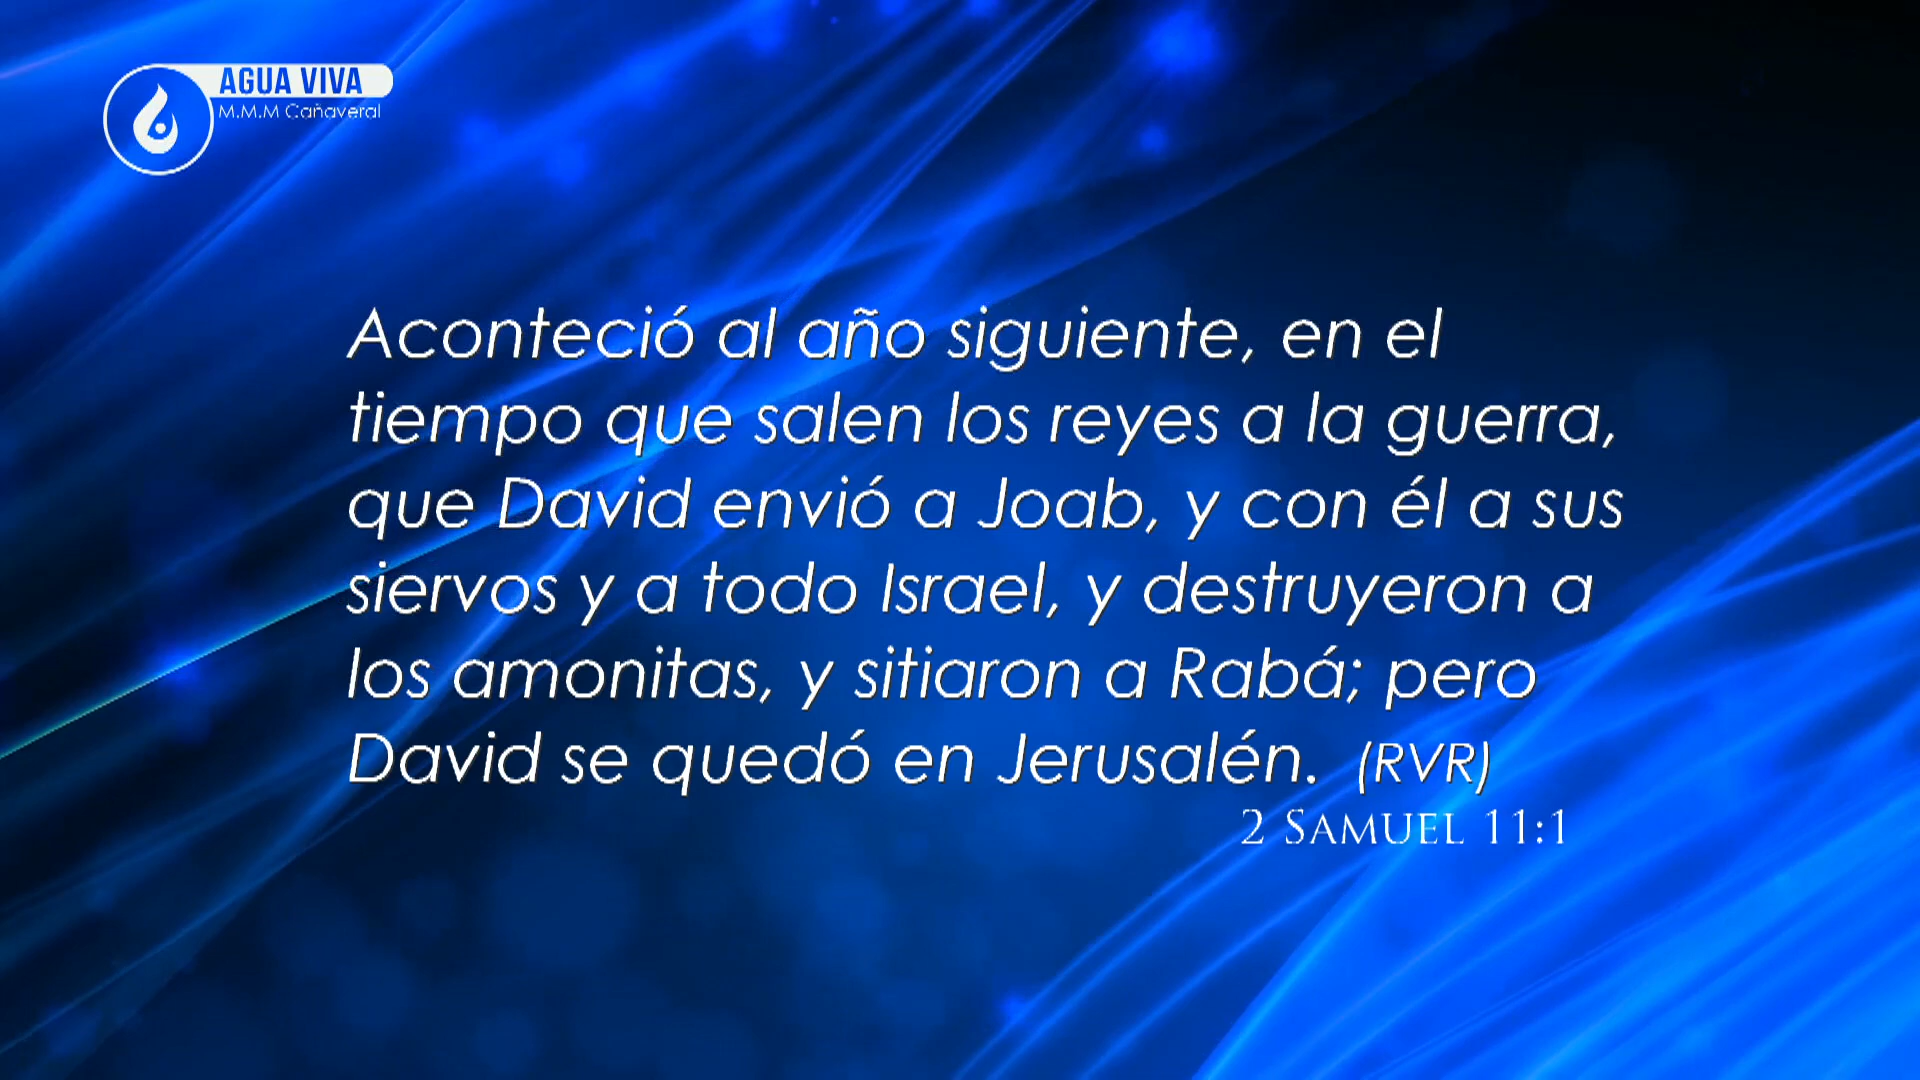 AGUA VIVA
M.M.M Cañaveral
Aconteció al año siguiente, en el
tiempo que salen los reyes a la guerra,
que David envió a Joab, y con él a sus
siervos y a todo Israel, y destruyeron a
los amonitas, y sitiaron a Rabá; pero
David se quedó en Jerusalén. (RVR)
2 Samuel 11:1